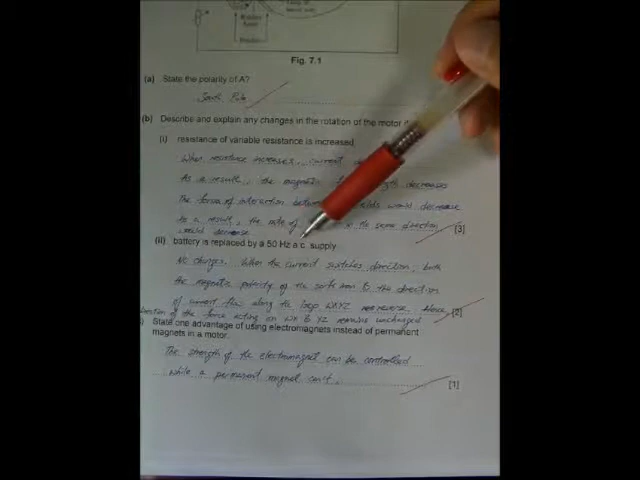 Fig. 7.1
(a) State the polarity of A?
South Pole
(b) Describe and explain any changes in the rotation of the motor if
(i) resistance of variable resistance is increased
When resistance increases, current
As a result, the magnetic decreases
The force of interaction between would decrease
As a result, the rate of in the same direction
would decrease [3]
(ii) battery is replaced by a 50 Hz a.c. supply
No changes. When the current switches direction, both
the magnetic polarity of the soft iron & the direction
of current flow along the loop WXYZ reverse. Hence
direction of the force acting on WX & YZ remains unchanged [2]
State one advantage of using electromagnets instead of permanent
magnets in a motor.
The strength of the electromagnet can be controlled
while a permanent magnet can't. [1]